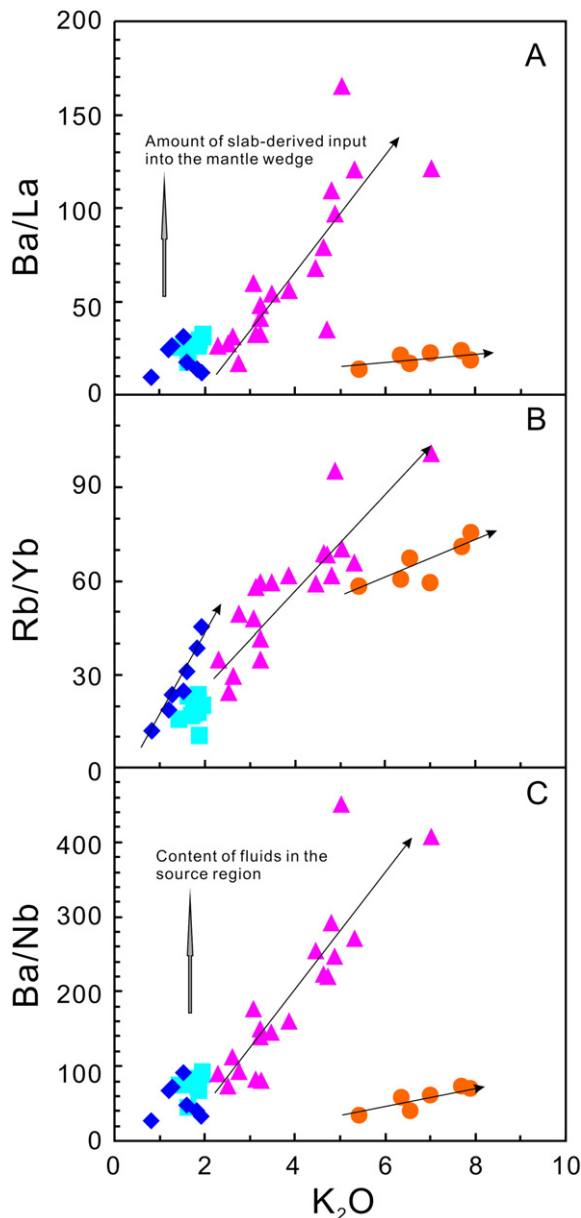 200
A
150
Amount of slab-derived input
into the mantle wedge
Ba/La
100
50
0
B
90
Rb/Yb
60
30
0
C
400
Content of fluids in the
source region
Ba/Nb
300
200
100
0
0 2 4 6 8 10
K₂O